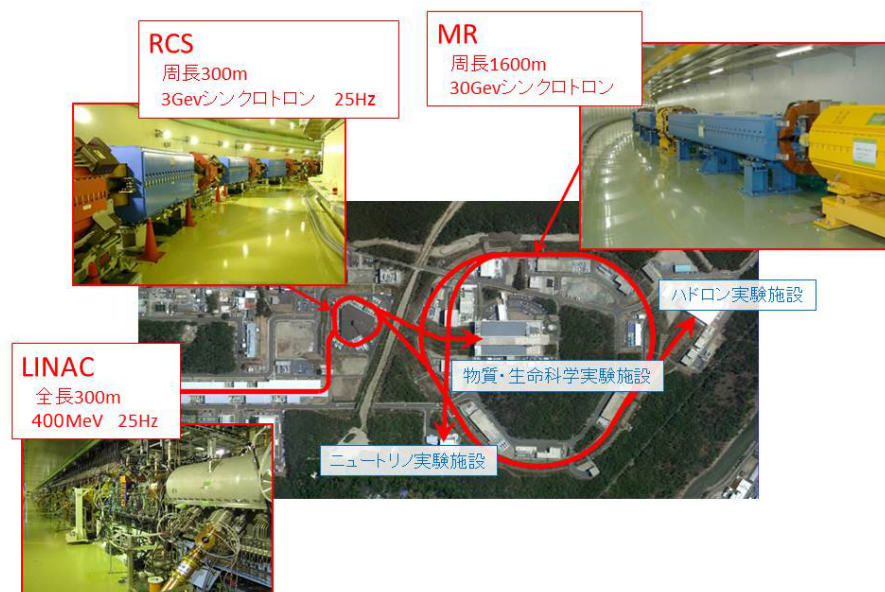 RCS
周長300m
3Gevシンクロトロン 25Hz
MR
周長1600m
30Gevシンクロトロン
ハドロン実験施設
物質・生命科学実験施設
ニュートリノ実験施設
LINAC
全長300m
400MeV 25Hz